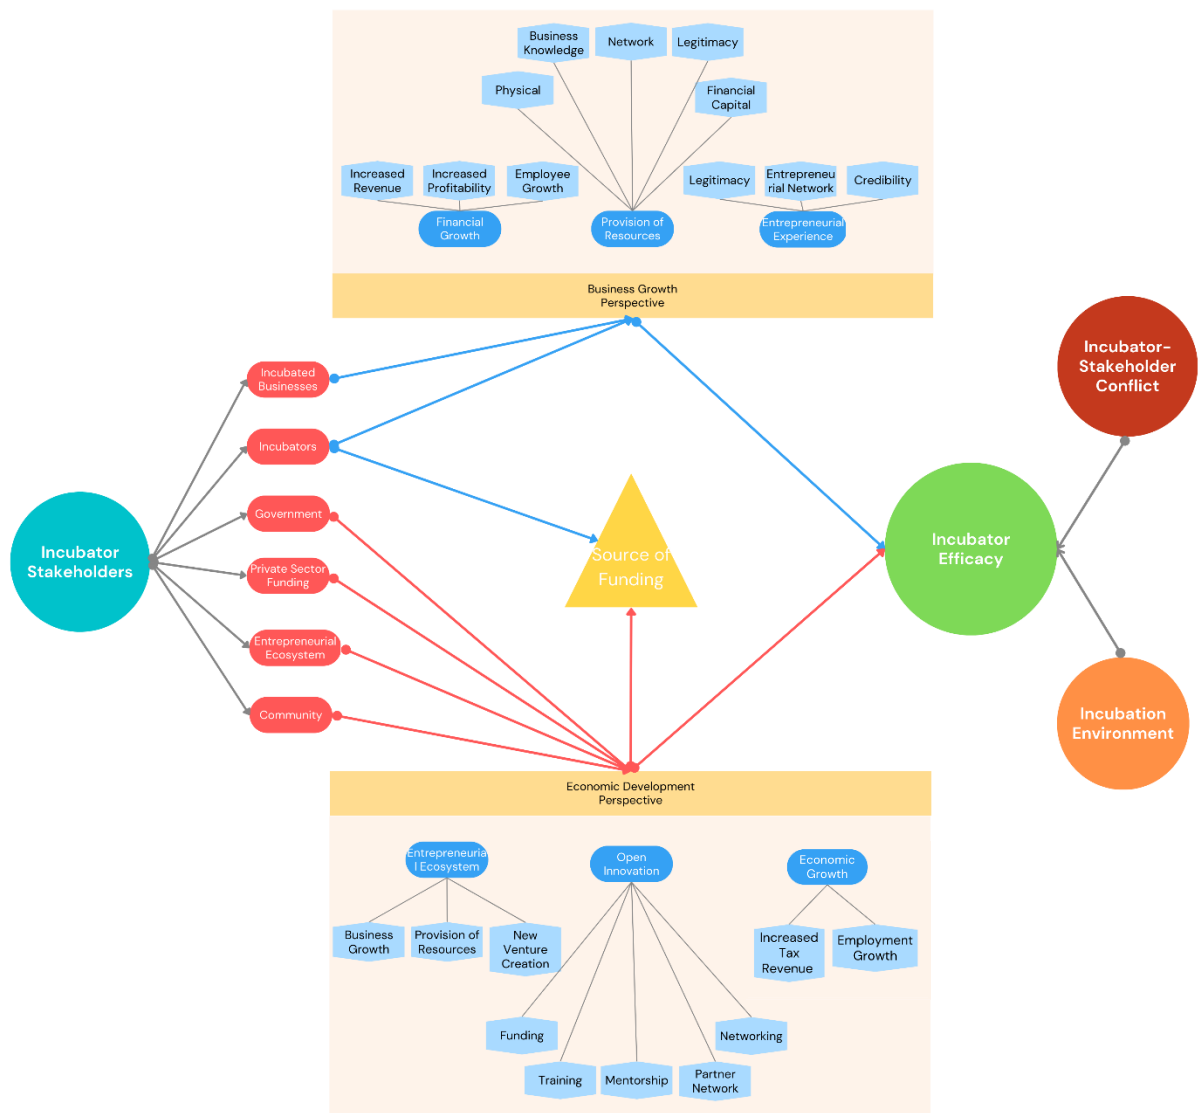 Business
Knowledge
Network
Legitimacy
Physical
Financial
Capital
Increased
Revenue
Increased
Profitability
Employee
Growth
Legitimacy
Entrepreneu
rial Network
Credibility
Financial
Growth
Provision of
Resources
Entrepreneurial
Experience
Business Growth
Perspective
Incubator
Stakeholders
Incubated
Businesses
Incubators
Government
Private Sector
Funding
Entrepreneurial
Ecosystem
Community
Source of
Funding
Incubator
Efficacy
Incubator-
Stakeholder
Conflict
Incubation
Environment
Economic Development
Perspective
Entrepreneuria
l Ecosystem
Open
Innovation
Economic
Growth
Business
Growth
Provision of
Resources
New
Venture
Creation
Increased
Tax
Revenue
Employment
Growth
Funding
Networking
Training
Mentorship
Partner
Network